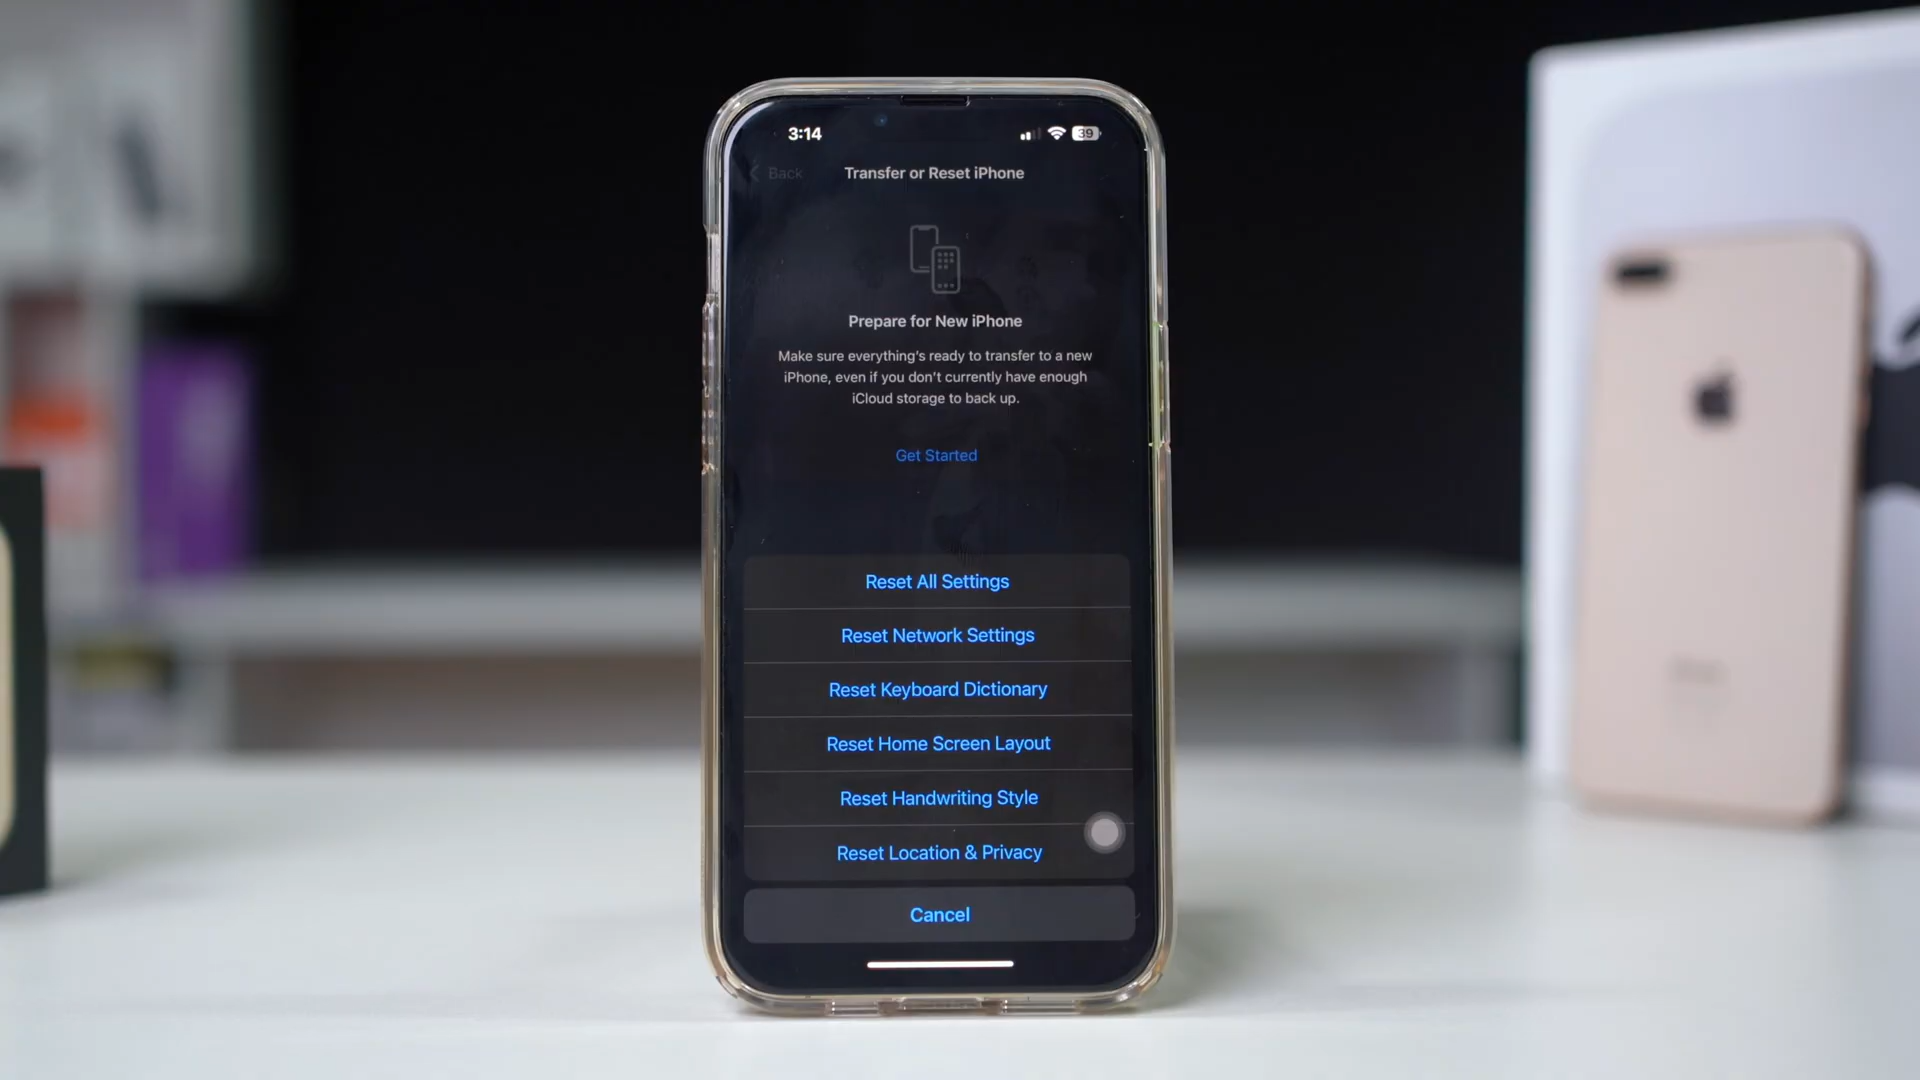 3:14
39
Back
Transfer or Reset iPhone
Prepare for New iPhone
Make sure everything's ready to transfer to a new
iPhone, even if you don't currently have enough
iCloud storage to back up.
Get Started
Reset All Settings
Reset Network Settings
Reset Keyboard Dictionary
Reset Home Screen Layout
Reset Handwriting Style
Reset Location & Privacy
Cancel